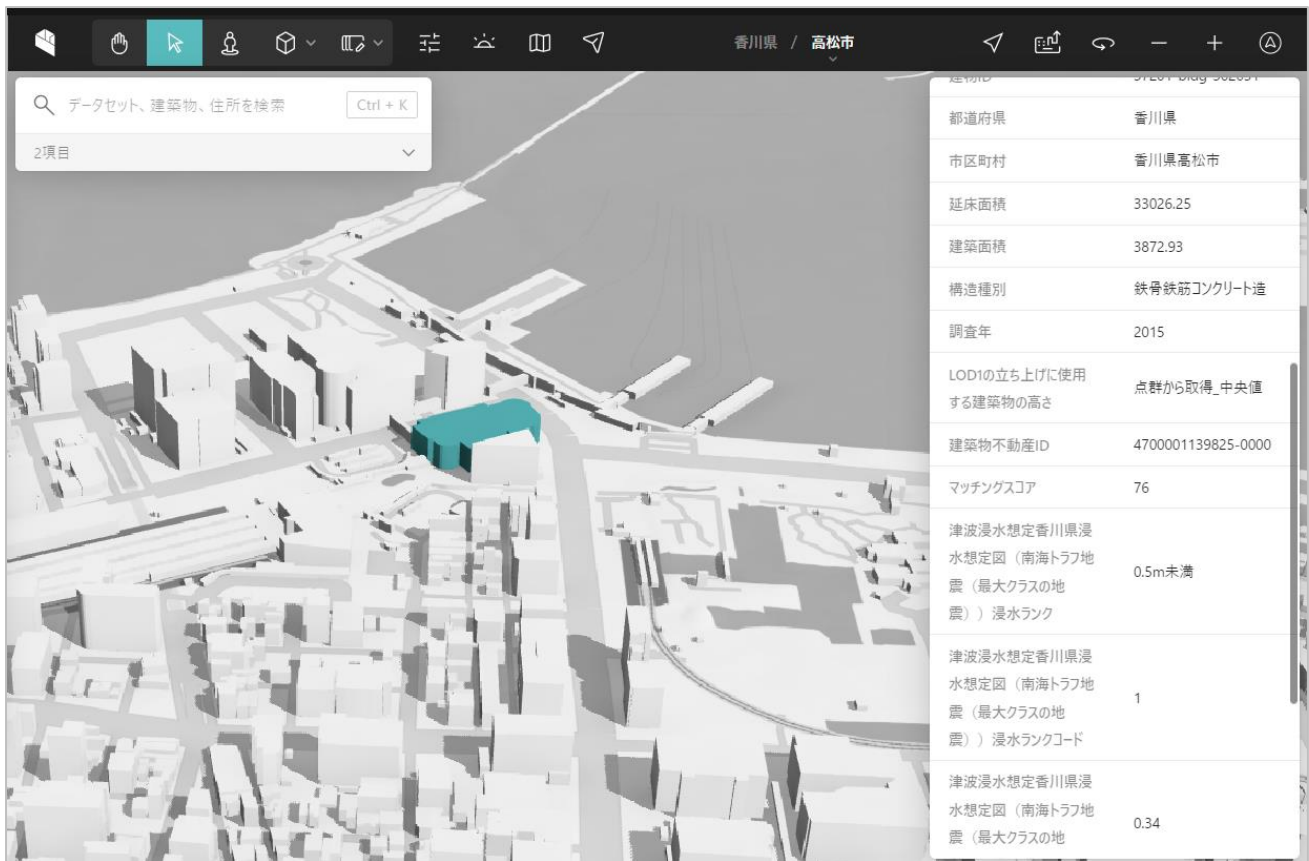 香川県 / 高松市
データセット、建築物、住所を検索 Ctrl + K
2項目
都道府県 香川県
市区町村 香川県高松市
延床面積 33026.25
建築面積 3872.93
構造種別 鉄骨鉄筋コンクリート造
調査年 2015
LOD1の立ち上げに使用
する建築物の高さ
点群から取得_中央値
建築物不動産ID 4700001139825-0000
マッチングスコア 76
津波浸水想定香川県浸
水想定図（南海トラフ地
震（最大クラスの地
震））浸水ランク
0.5m未満
津波浸水想定香川県浸
水想定図（南海トラフ地
震（最大クラスの地
震））浸水ランクコード
1
津波浸水想定香川県浸
水想定図（南海トラフ地
震（最大クラスの地
0.34